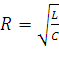 R = √(L/C)